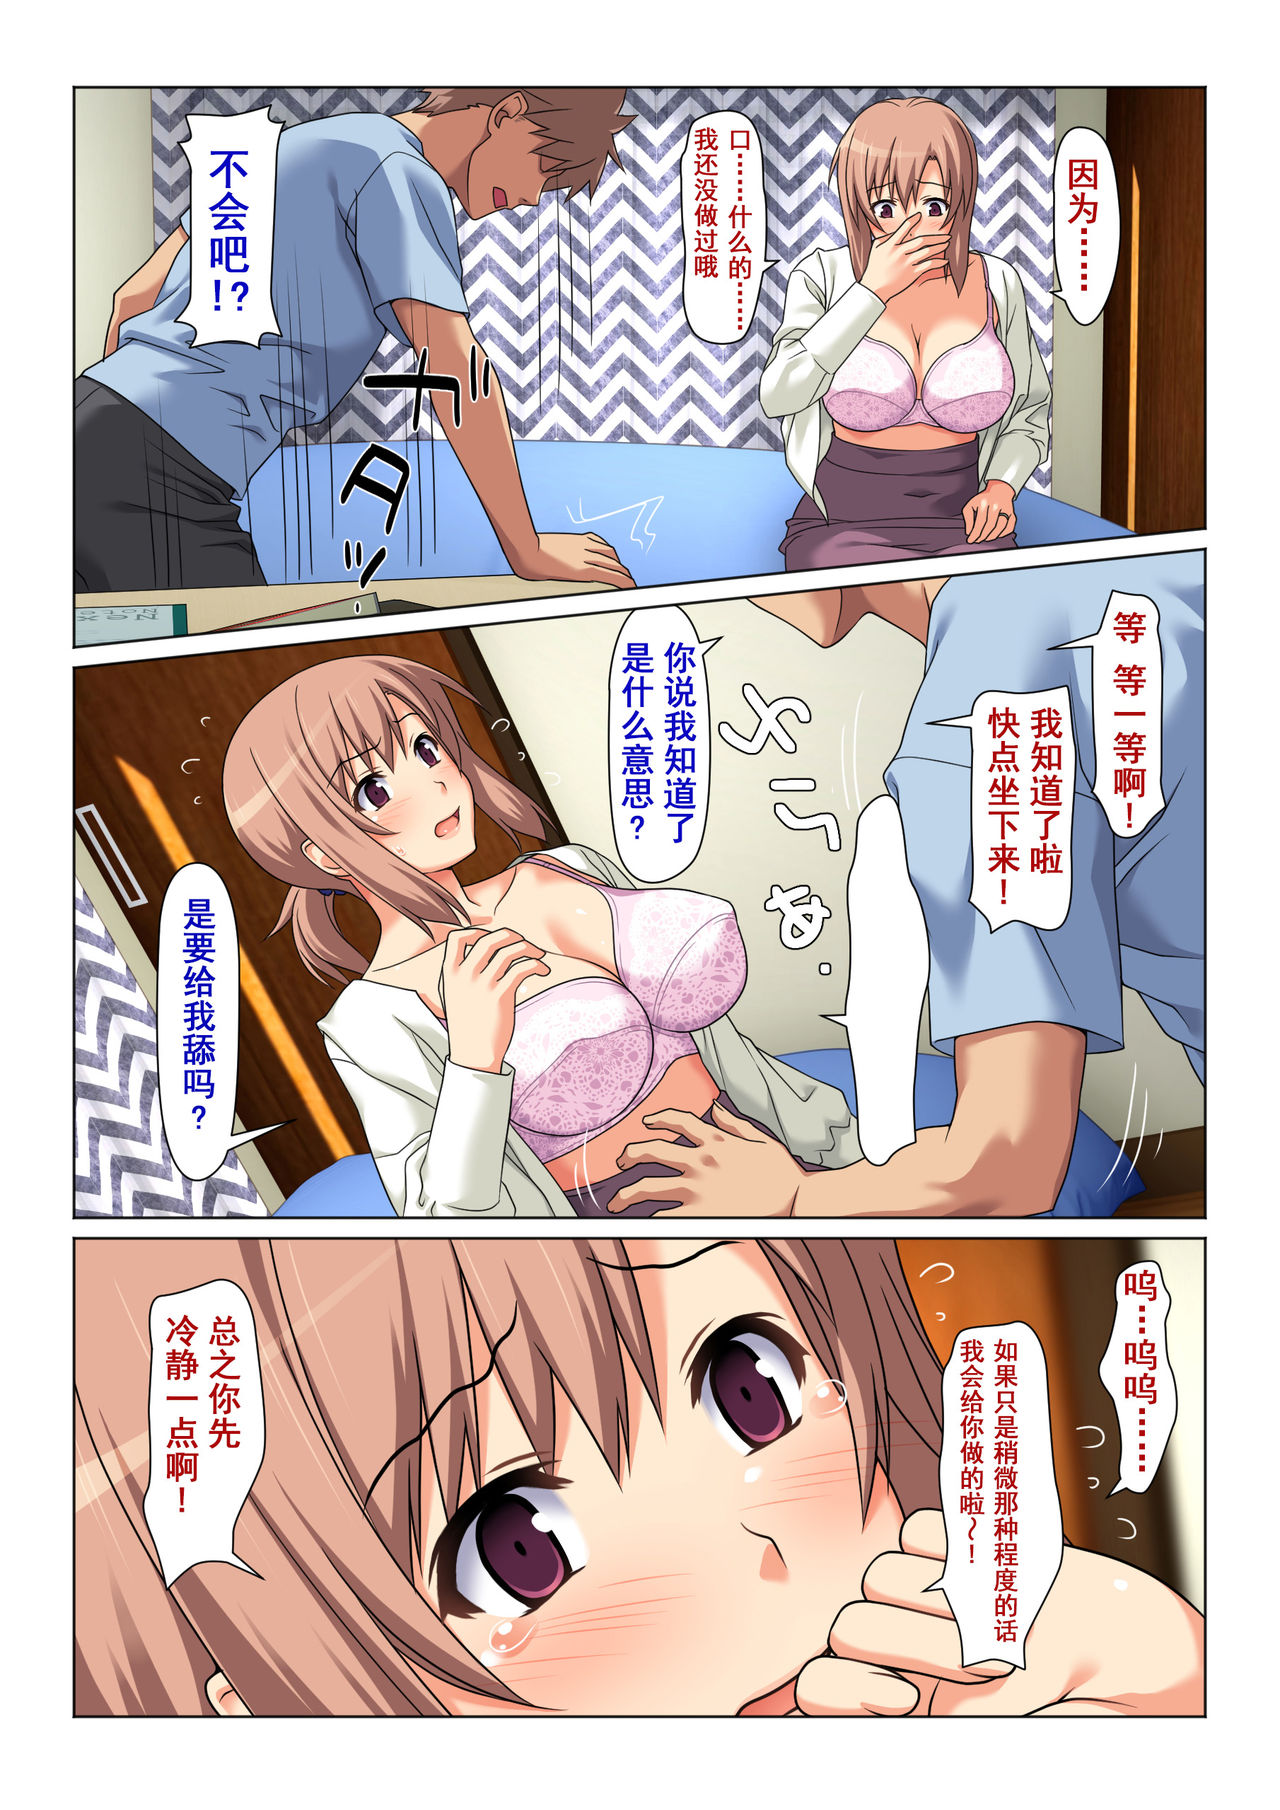 因为……
口……什么的……
我还没做过哦
不会吧!?
ガタッ
等 等一等啊！
我知道了啦
快点坐下来！
你说我知道了
是什么意思？
是要给我舔吗？
呜…呜呜……
如果只是稍微那种程度的话
我会给你做的啦～！
总之你先
冷静一点啊！